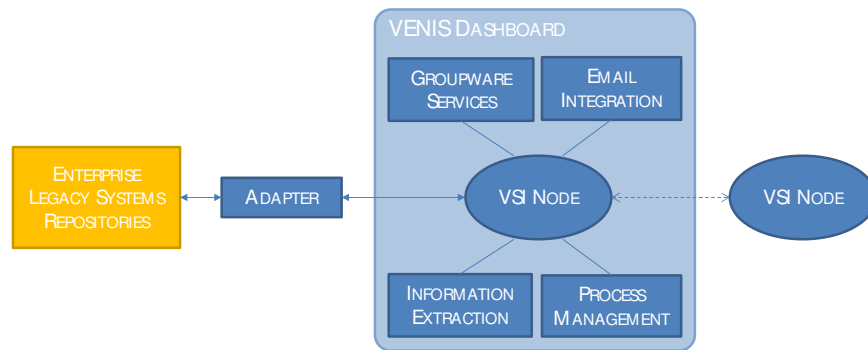 VENIS DASHBOARD
GROUPWARE
SERVICES
EMAIL
INTEGRATION
ENTERPRISE
LEGACY SYSTEMS
REPOSITORIES
ADAPTER
VSI NODE
VSI NODE
INFORMATION
EXTRACTION
PROCESS
MANAGEMENT